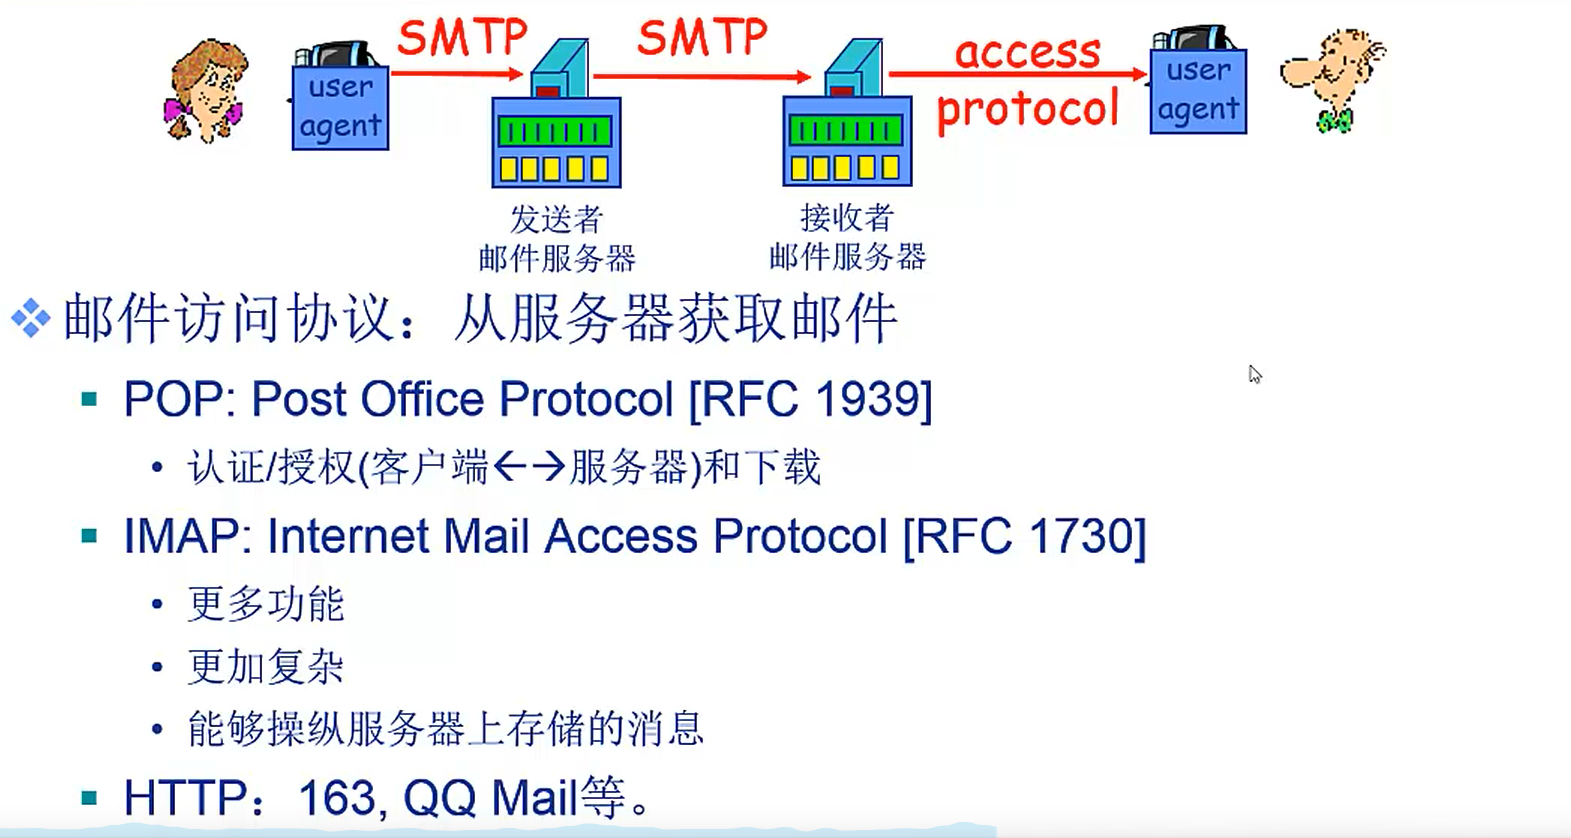 SMTP
SMTP
access
protocol
user
agent
user
agent
发送者
邮件服务器
接收者
邮件服务器
邮件访问协议：从服务器获取邮件
POP: Post Office Protocol [RFC 1939]
认证/授权(客户端←→服务器)和下载
IMAP: Internet Mail Access Protocol [RFC 1730]
更多功能
更加复杂
能够操纵服务器上存储的消息
HTTP：163, QQ Mail等。